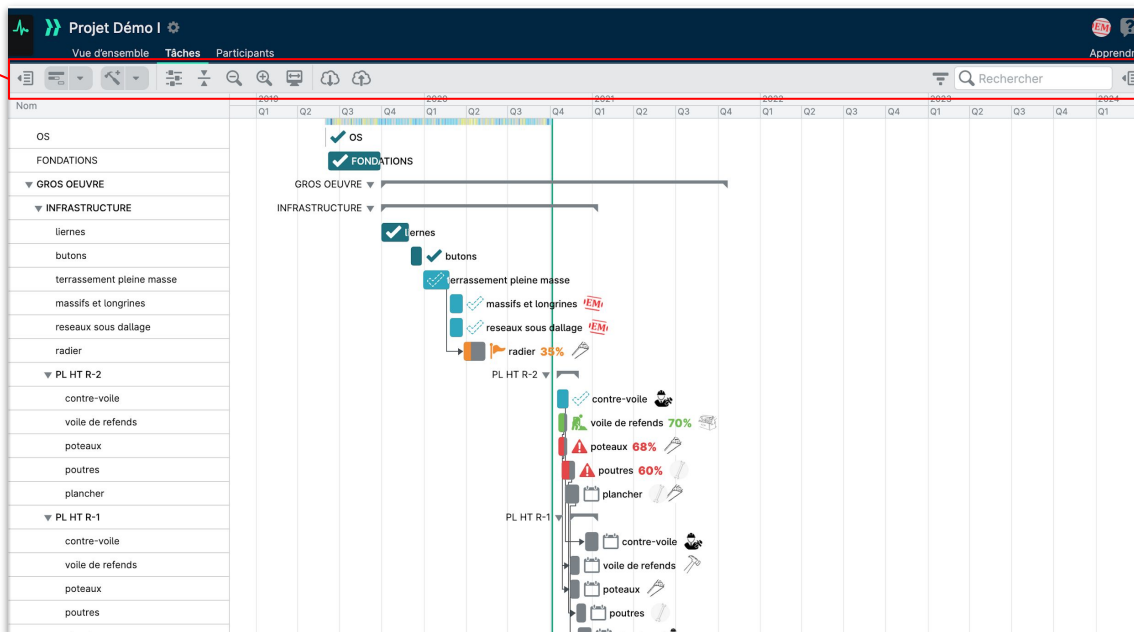 Projet Démo I
EM
?
Vue d'ensemble Tâches Participants
Rechercher
Nom
2019 2020 2021 2022 2023 2024
Q1 Q2 Q3 Q4 Q1 Q2 Q3 Q4 Q1 Q2 Q3 Q4 Q1 Q2 Q3 Q4 Q1 Q2 Q3 Q4 Q1
OS OS
FONDATIONS FONDATIONS
GROS OEUVRE GROS OEUVRE
INFRASTRUCTURE INFRASTRUCTURE
liernes liernes
butons butons
terrassement pleine masse terrassement pleine masse
massifs et longrines massifs et longrines EM
reseaux sous dallage reseaux sous dallage EM
radier radier 35%
PL HT R-2 PL HT R-2
contre-voile contre-voile
voile de refends voile de refends 70%
poteaux poteaux 68%
poutres poutres 60%
plancher plancher
PL HT R-1 PL HT R-1
contre-voile contre-voile
voile de refends voile de refends
poteaux poteaux
poutres poutres